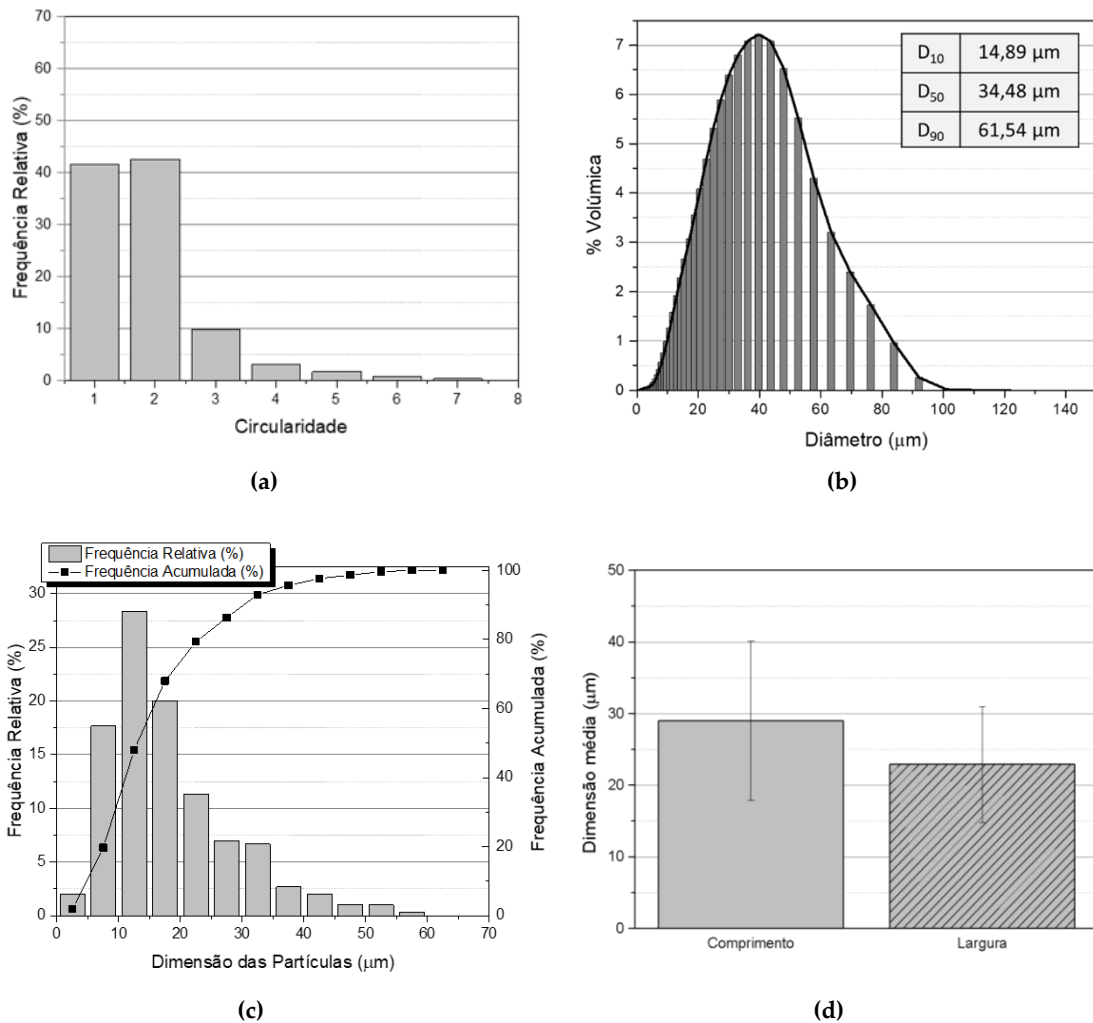 70
60
50
40
30
20
10
0
Frequência Relativa (%)
1 2 3 4 5 6 7 8
Circularidade
(a)
7
6
5
4
3
2
1
0
% Volúmica
D10 14,89 µm
D50 34,48 µm
D90 61,54 µm
0 20 40 60 80 100 120 140
Diâmetro (µm)
(b)
Frequência Relativa (%)
Frequência Acumulada (%)
30
25
20
15
10
5
0
Frequência Relativa (%)
100
80
60
40
20
0
Frequência Acumulada (%)
0 10 20 30 40 50 60 70
Dimensão das Partículas (µm)
(c)
50
40
30
20
10
0
Dimensão média (µm)
Comprimento Largura
(d)